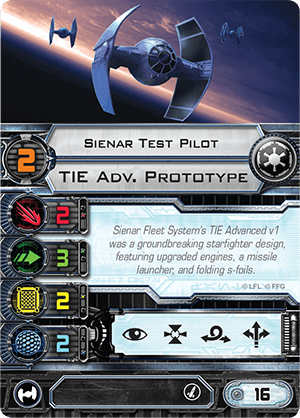 Sienar Test Pilot
2
TIE Adv. Prototype
2
3
2
2
Sienar Fleet System's TIE Advanced v1
was a groundbreaking starfighter design,
featuring upgraded engines, a missile
launcher, and folding s-foils.
©LFL ©FFG
16